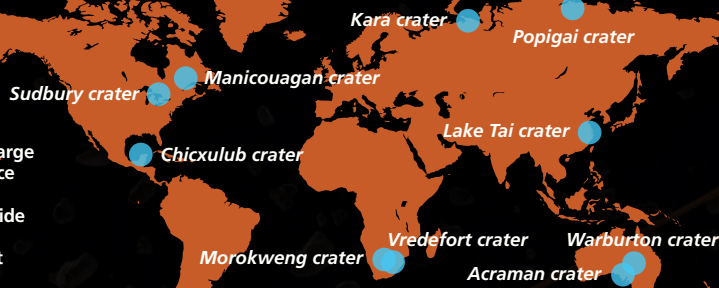 Kara crater
Popigai crater
Manicouagan crater
Sudbury crater
Lake Tai crater
Chicxulub crater
ide
Vredefort crater
Warburton crater
Morokweng crater
Acraman crater